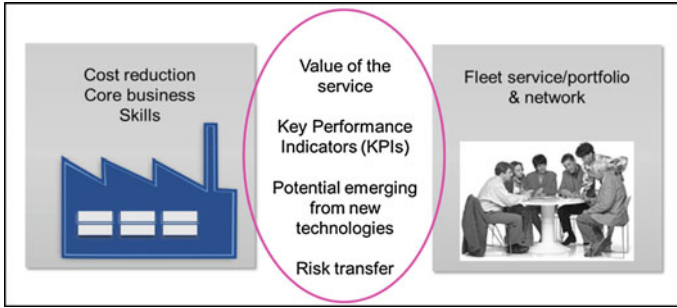 Cost reduction
Core business
Skills
Value of the
service
Key Performance
Indicators (KPIs)
Potential emerging
from new
technologies
Risk transfer
Fleet service/portfolio
& network